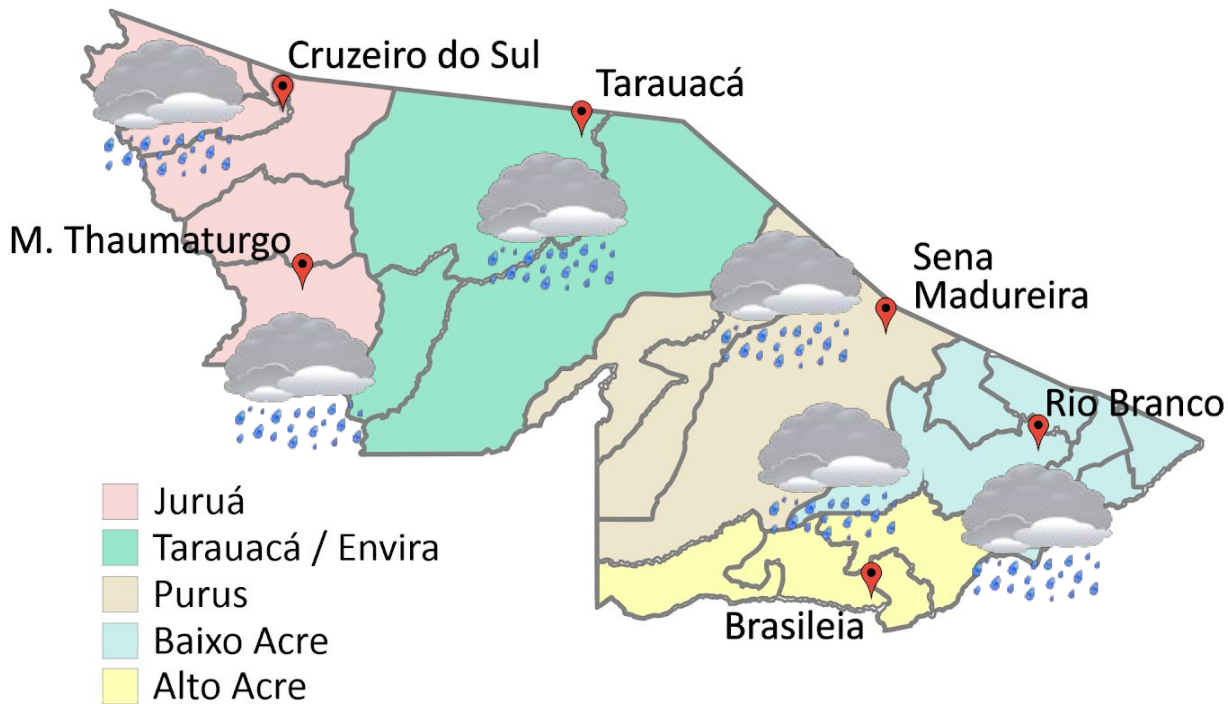 Cruzeiro do Sul
Tarauacá
M. Thaumaturgo
Sena
Madureira
Rio Branco
Brasileia
Juruá
Tarauacá / Envira
Purus
Baixo Acre
Alto Acre